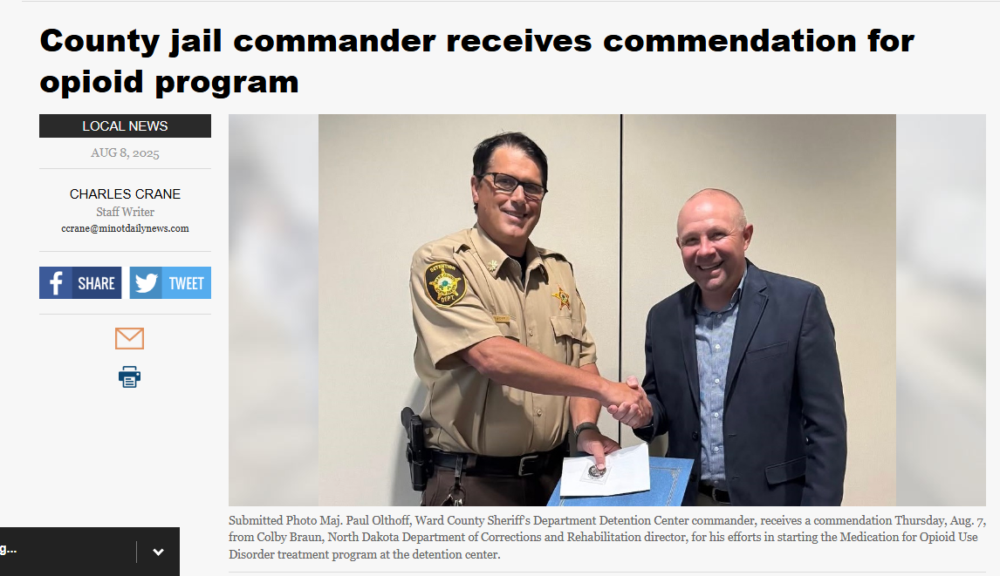 County jail commander receives commendation for
opioid program
LOCAL NEWS
AUG 8, 2025
CHARLES CRANE
Staff Writer
ccrane@minotdailynews.com
SHARE
TWEET
DETENTION
DEPT.
Submitted Photo Maj. Paul Olthoff, Ward County Sheriff's Department Detention Center commander, receives a commendation Thursday, Aug. 7,
from Colby Braun, North Dakota Department of Corrections and Rehabilitation director, for his efforts in starting the Medication for Opioid Use
Disorder treatment program at the detention center.
g...